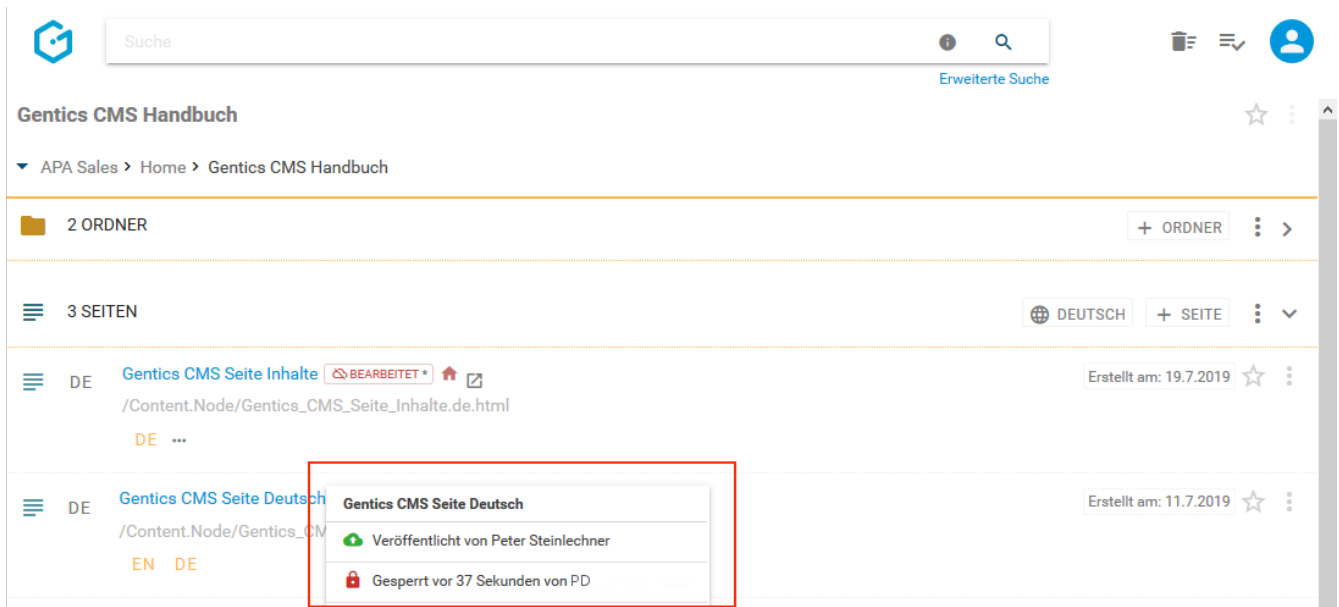 Suche
Erweiterte Suche
Gentics CMS Handbuch
APA Sales > Home > Gentics CMS Handbuch
2 ORDNER + ORDNER
3 SEITEN DEUTSCH + SEITE
DE Gentics CMS Seite Inhalte BEARBEITET * Erstellt am: 19.7.2019
/Content.Node/Gentics_CMS_Seite_Inhalte.de.html
DE
DE Gentics CMS Seite Deutsch Erstellt am: 11.7.2019
/Content.Node/Gentics_CM
EN DE
Gentics CMS Seite Deutsch
Veröffentlicht von Peter Steinlechner
Gesperrt vor 37 Sekunden von PD